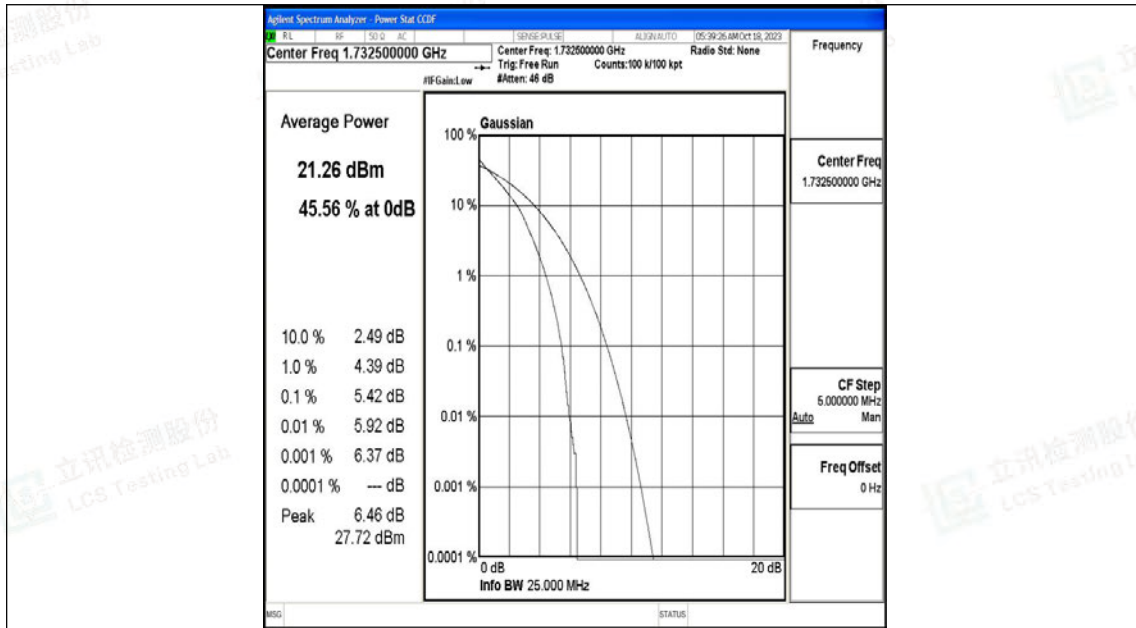 Agilent Spectrum Analyzer - Power Stat CCDF
RL RF 50 Ω AC SENSE:PULSE ALIGNAUTO 05:39:26 AM Oct 18, 2023
Center Freq 1.732500000 GHz
Center Freq: 1.732500000 GHz
Radio Std: None
Trig: Free Run
Counts:100 k/100 kpt
#IFGain:Low
#Atten: 46 dB
Frequency
Average Power
21.26 dBm
45.56 % at 0dB
10.0 % 2.49 dB
1.0 % 4.39 dB
0.1 % 5.42 dB
0.01 % 5.92 dB
0.001 % 6.37 dB
0.0001 % --- dB
Peak 6.46 dB
27.72 dBm
Gaussian
100 %
10 %
1 %
0.1 %
0.01 %
0.001 %
0.0001 %
0 dB
20 dB
Info BW 25.000 MHz
Center Freq
1.732500000 GHz
CF Step
5.000000 MHz
Auto Man
Freq Offset
0 Hz
MSG
STATUS
立讯检测股份
LCS Testing Lab